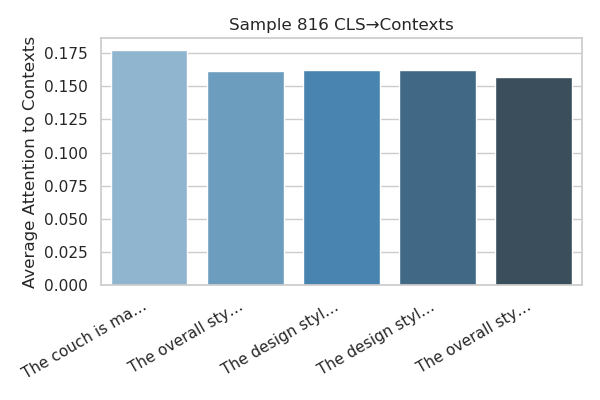 Sample 816 CLS→Contexts
Average Attention to Contexts
0.175
0.150
0.125
0.100
0.075
0.050
0.025
0.000
The couch is ma...
The overall sty...
The design styl...
The design styl...
The overall sty...